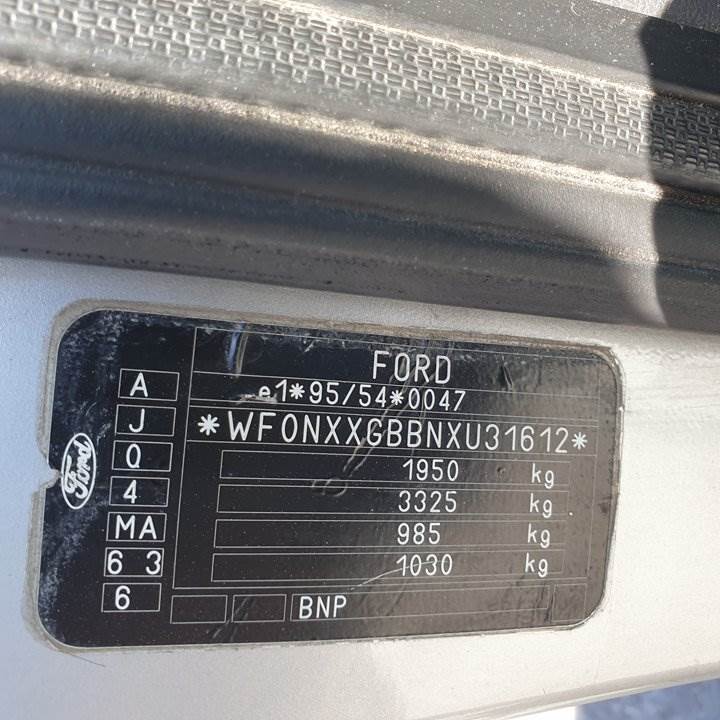 FORD
e1*95/54*0047
*WF0NXXGBBNXU31612*
1950 kg
3325 kg
985 kg
1030 kg
BNP
A
J
Q
4
MA
6 3
6
Ford